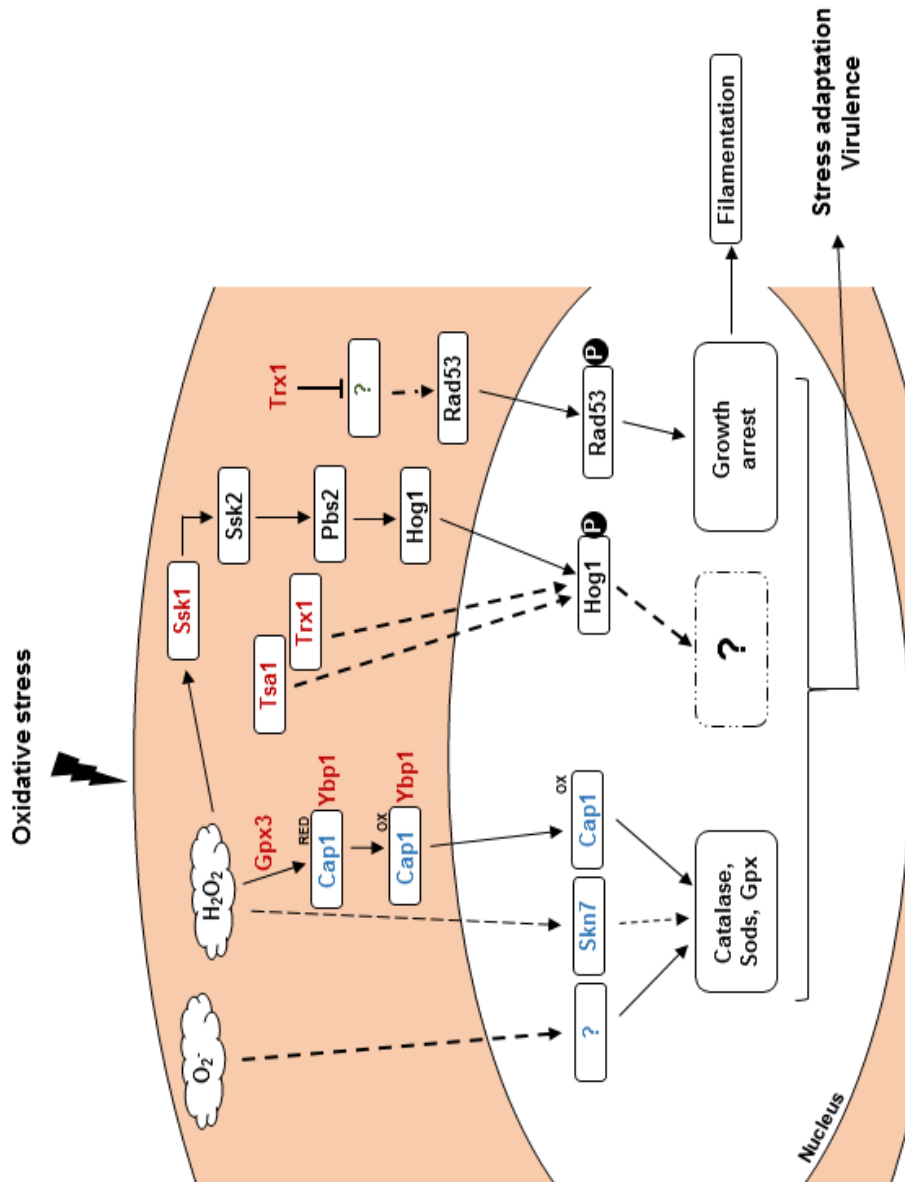 Oxidative stress
O2-
H2O2
Gpx3
RED
Cap1
Ybp1
OX
Cap1
Ybp1
Ssk1
Ssk2
Pbs2
Hog1
Tsa1
Trx1
Trx1
?
Rad53
?
Skn7
OX
Cap1
Hog1
P
Rad53
P
Catalase,
Sods, Gpx
?
Growth
arrest
Filamentation
Nucleus
Stress adaptation
Virulence